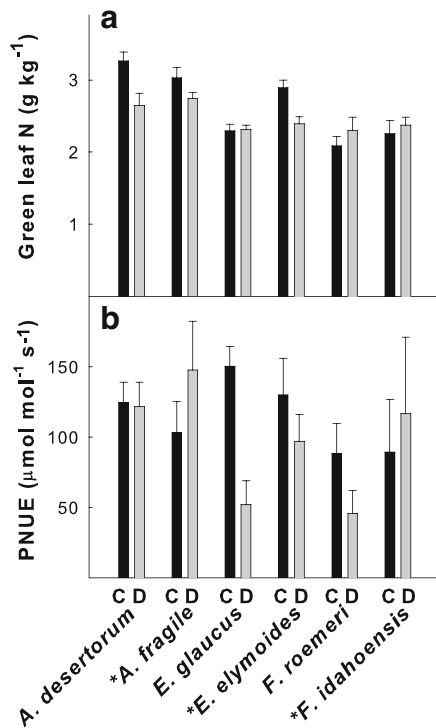 a
Green leaf N (g kg⁻¹)
3
2
1
b
PNUE (µmol mol⁻¹ s⁻¹)
150
100
50
C D C D C D C D C D C D
A. desertorum
*A. fragile
E. glaucus
*E. elymoides
F. roemeri
*F. idahoensis